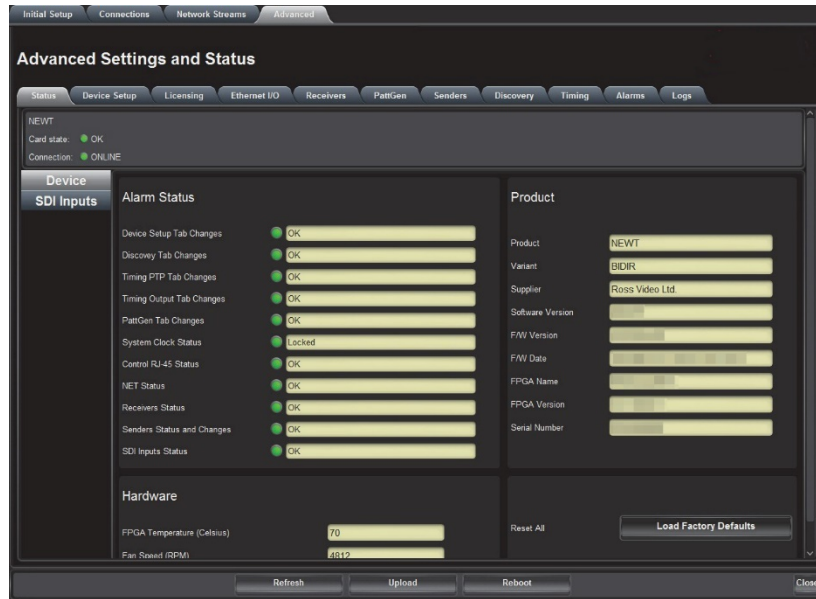 Initial Setup Connections Network Streams Advanced
Advanced Settings and Status
Status Device Setup Licensing Ethernet I/O Receivers PattGen Senders Discovery Timing Alarms Logs
NEWT
Card state: OK
Connection: ONLINE
Device
SDI Inputs
Alarm Status
Device Setup Tab Changes OK
Discovey Tab Changes OK
Timing PTP Tab Changes OK
Timing Output Tab Changes OK
PattGen Tab Changes OK
System Clock Status Locked
Control RJ-45 Status OK
NET Status OK
Receivers Status OK
Senders Status and Changes OK
SDI Inputs Status OK
Product
Product NEWT
Variant BIDIR
Supplier Ross Video Ltd.
Software Version
F/W Version
F/W Date
FPGA Name
FPGA Version
Serial Number
Hardware
FPGA Temperature (Celsius) 70
Fan Speed (RPM) 4812
Reset All Load Factory Defaults
Refresh Upload Reboot Close